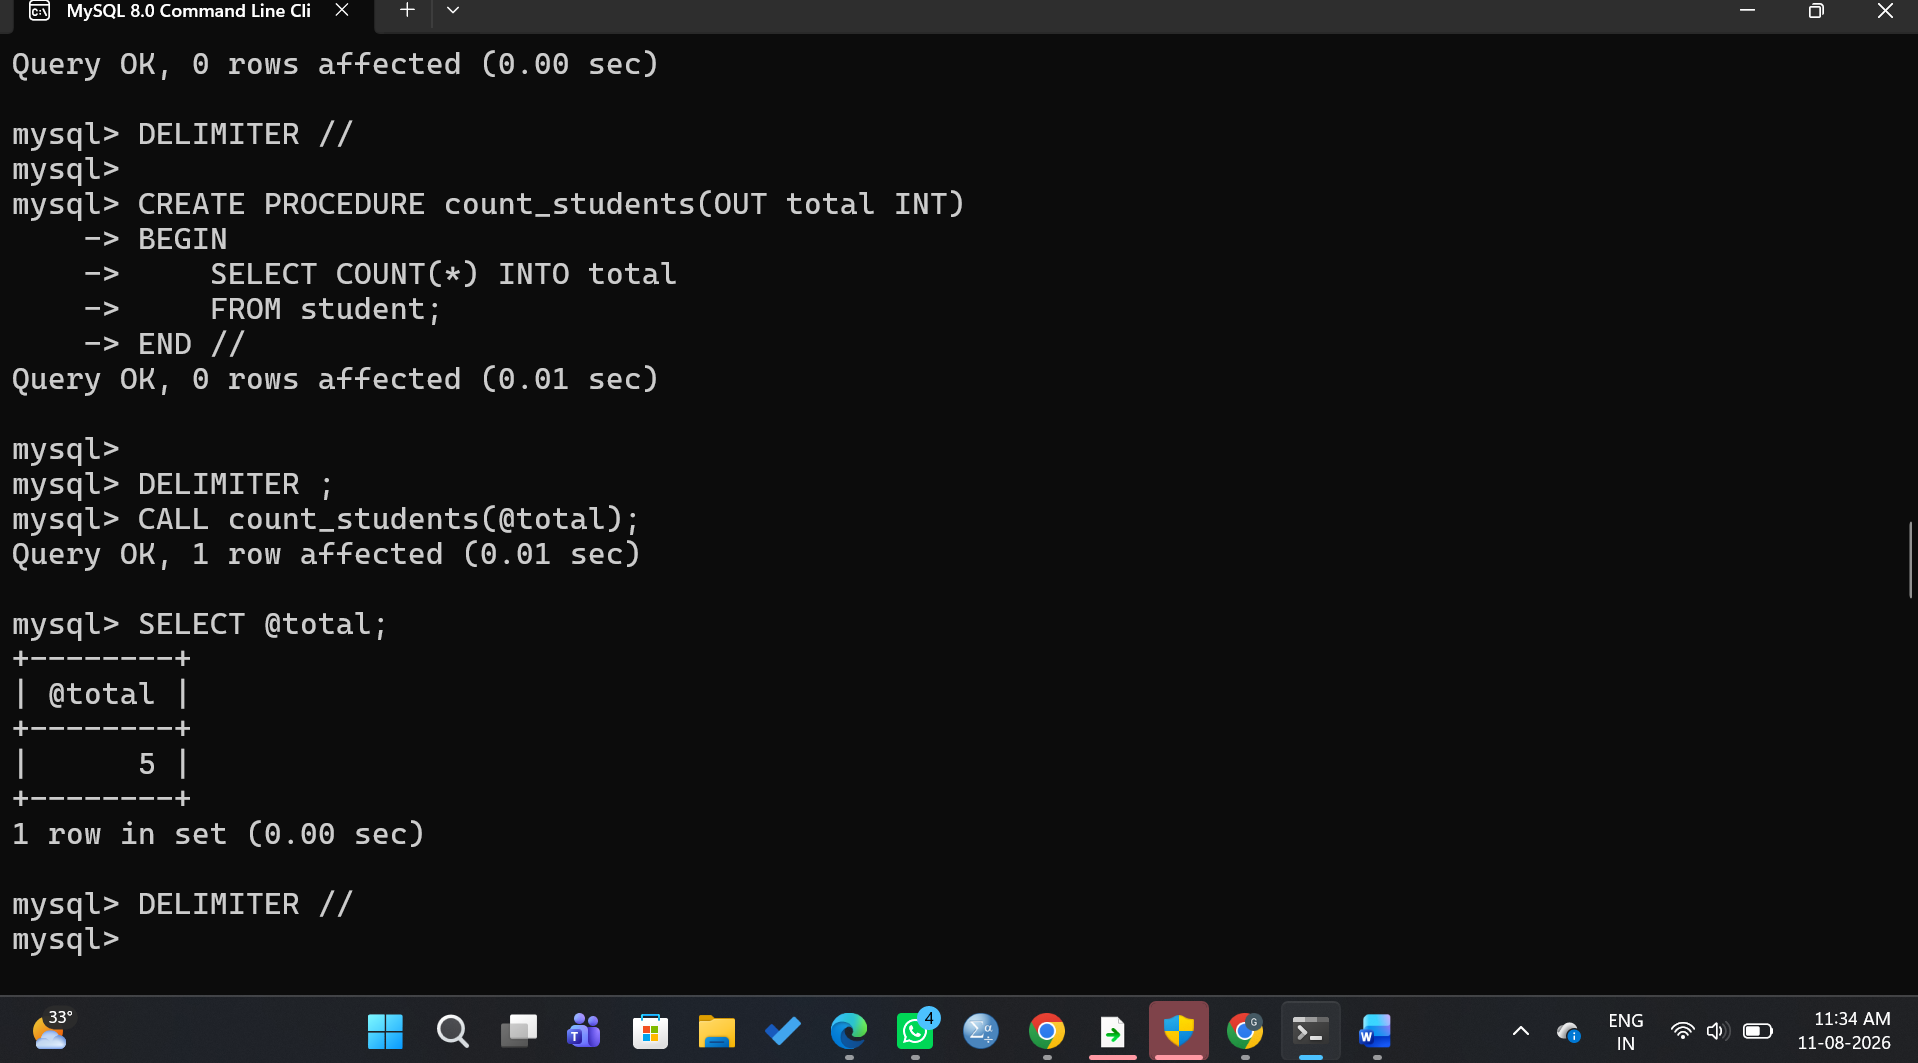 MySQL 8.0 Command Line Cli
Query OK, 0 rows affected (0.00 sec)
mysql> DELIMITER //
mysql>
mysql> CREATE PROCEDURE count_students(OUT total INT)
    -> BEGIN
    ->     SELECT COUNT(*) INTO total
    ->     FROM student;
    -> END //
Query OK, 0 rows affected (0.01 sec)
mysql>
mysql> DELIMITER ;
mysql> CALL count_students(@total);
Query OK, 1 row affected (0.01 sec)
mysql> SELECT @total;
+--------+
| @total |
+--------+
|      5 |
+--------+
1 row in set (0.00 sec)
mysql> DELIMITER //
mysql>
33°
4
ENG
IN
11:34 AM
11-08-2026